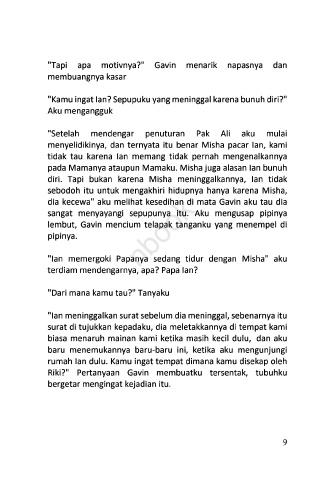 "Tapi apa motivnya?" Gavin menarik napasnya dan
membuangnya kasar
"Kamu ingat Ian? Sepupuku yang meninggal karena bunuh diri?"
Aku mengangguk
"Setelah mendengar penuturan Pak Ali aku mulai
menyelidikinya, dan ternyata itu benar Misha pacar Ian, kami
tidak tau karena Ian memang tidak pernah mengenalkannya
pada Mamanya ataupun Mamaku. Misha juga alasan Ian bunuh
diri. Tapi bukan karena Misha meninggalkannya, Ian tidak
sebodoh itu untuk mengakhiri hidupnya hanya karena Misha,
dia kecewa" aku melihat kesedihan di mata Gavin aku tau dia
sangat menyayangi sepupunya itu. Aku mengusap pipinya
lembut, Gavin mencium telapak tanganku yang menempel di
pipinya.
"Ian memergoki Papanya sedang tidur dengan Misha" aku
terdiam mendengarnya, apa? Papa Ian?
"Dari mana kamu tau?" Tanyaku
"Ian meninggalkan surat sebelum dia meninggal, sebenarnya itu
surat di tujukkan kepadaku, dia meletakkannya di tempat kami
biasa menaruh mainan kami ketika masih kecil dulu, dan aku
baru menemukannya baru-baru ini, ketika aku mengunjungi
rumah Ian dulu. Kamu ingat tempat dimana kamu disekap oleh
Riki?" Pertanyaan Gavin membuatku tersentak, tubuhku
bergetar mengingat kejadian itu.
9